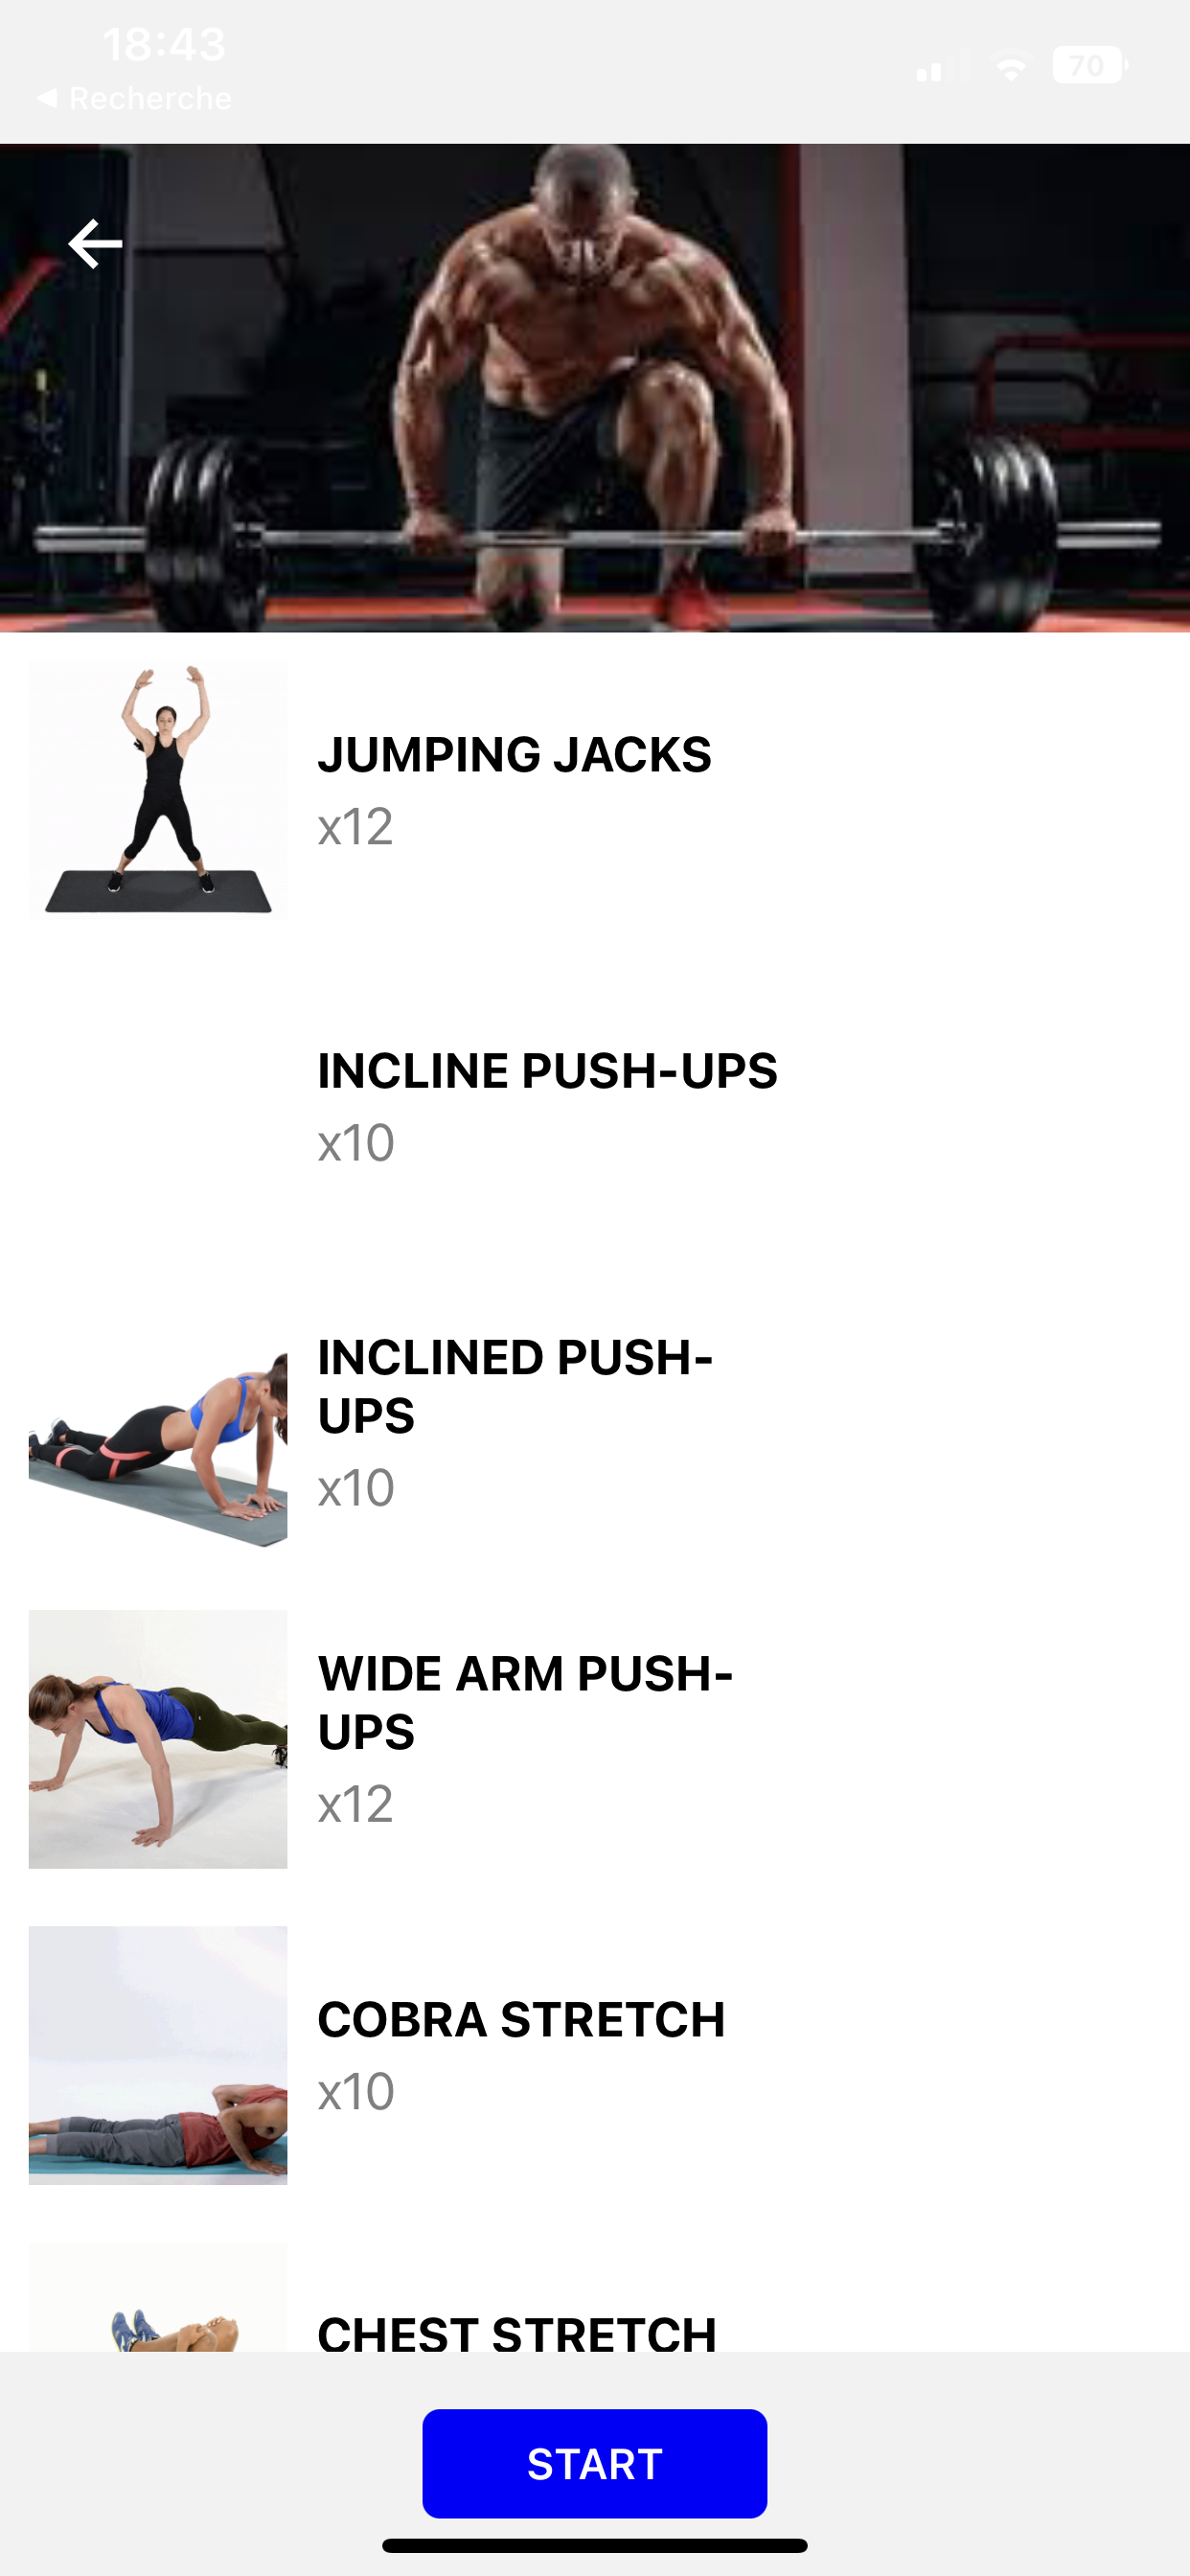 18:43
70
◀ Recherche
JUMPING JACKS
x12
INCLINE PUSH-UPS
x10
INCLINED PUSH-
UPS
x10
WIDE ARM PUSH-
UPS
x12
COBRA STRETCH
x10
CHEST STRETCH
START